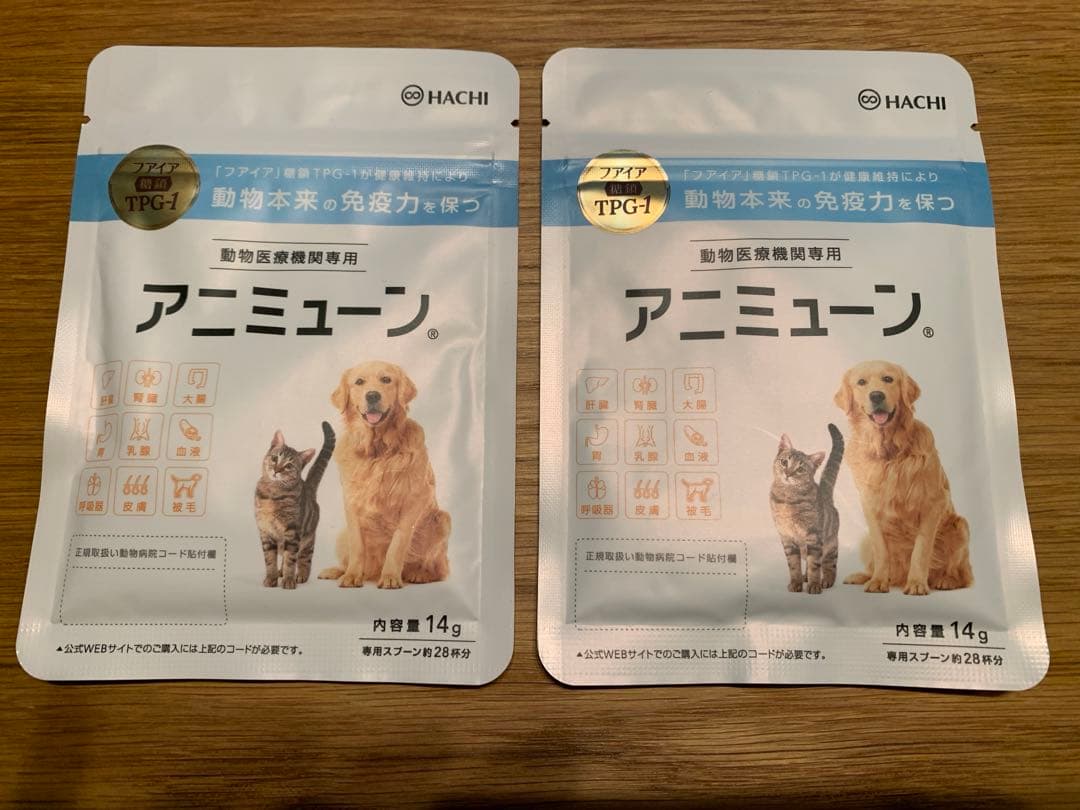 HACHI
フアイア
糖鎖
TPG-1
「フアイア」糖鎖TPG-1が健康維持により
動物本来の免疫力を保つ
動物医療機関専用
アニミューン®
肝臓 腎臓 大腸
胃 乳腺 血液
呼吸器 皮膚 被毛
正規取扱い動物病院コード貼付欄
内容量 14g
▲公式WEBサイトでのご購入には上記のコードが必要です。
専用スプーン約28杯分
HACHI
フアイア
糖鎖
TPG-1
「フアイア」糖鎖TPG-1が健康維持により
動物本来の免疫力を保つ
動物医療機関専用
アニミューン®
肝臓 腎臓 大腸
胃 乳腺 血液
呼吸器 皮膚 被毛
正規取扱い動物病院コード貼付欄
内容量 14g
▲公式WEBサイトでのご購入には上記のコードが必要です。
専用スプーン約28杯分